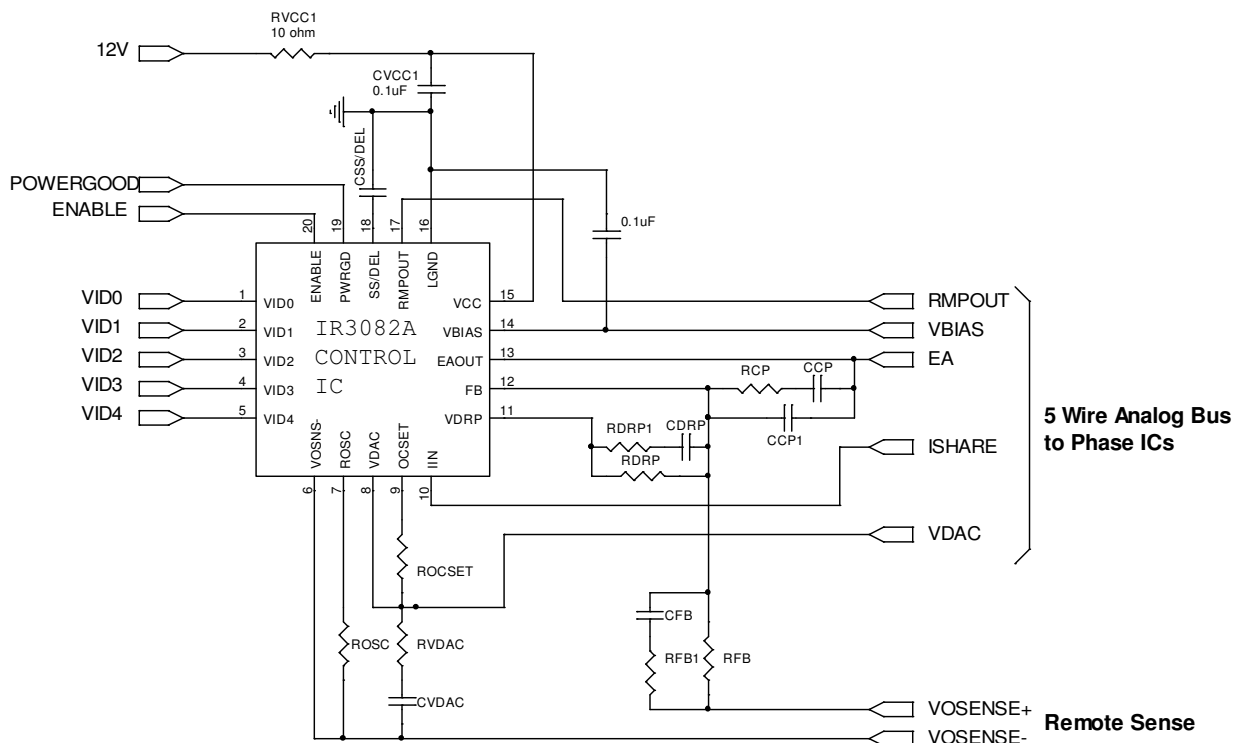 RVCC1
10 ohm
12V
CVCC1
0.1uF
CSS/DEL
POWERGOOD
ENABLE
0.1uF
20
19
18
17
16
ENABLE
PWRGD
SS/DEL
RMPOUT
LGND
VID0
1
VID0
VCC
15
RMPOUT
VID1
2
VID1
IR3082A
VBIAS
14
VBIAS
VID2
3
VID2
CONTROL
EAOUT
13
EA
RCP
CCP
VID3
4
VID3
IC
FB
12
VID4
5
VID4
VDRP
11
CCP1
5 Wire Analog Bus
to Phase ICs
RDRP1
CDRP
RDRP
ISHARE
VOSNS-
ROSC
VDAC
OCSET
IIN
6
7
8
9
10
VDAC
ROCSET
CFB
ROSC
RVDAC
RFB1
RFB
CVDAC
VOSENSE+
Remote Sense
VOSENSE-